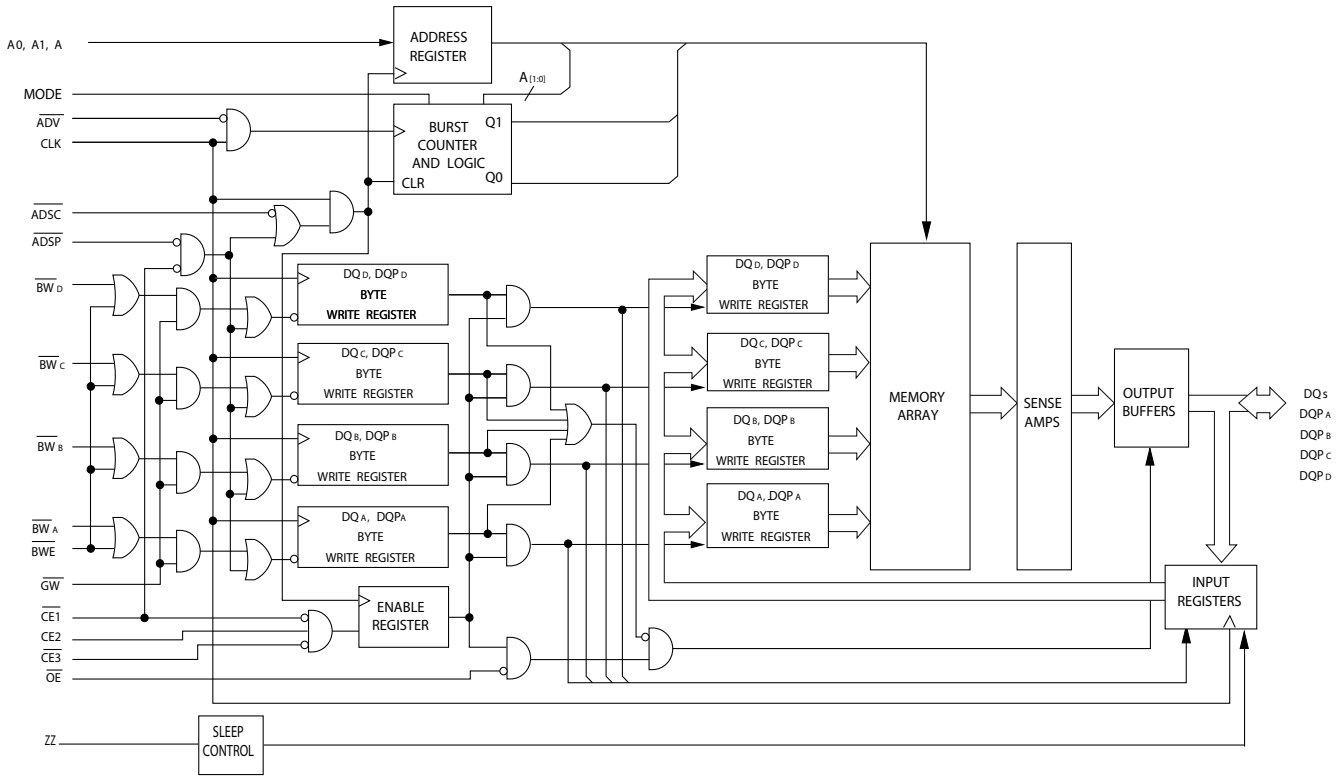 A0, A1, A
ADDRESS
REGISTER
A[1:0]
MODE
ADV
CLK
BURST
COUNTER
AND LOGIC
CLR
Q1
Q0
ADSC
ADSP
BW D
BW C
BW B
BW A
BWE
GW
CE1
CE2
CE3
OE
ZZ
DQ D, DQP D
BYTE
WRITE REGISTER
DQ C, DQP C
BYTE
WRITE REGISTER
DQ B, DQP B
BYTE
WRITE REGISTER
DQ A, DQP A
BYTE
WRITE REGISTER
ENABLE
REGISTER
SLEEP
CONTROL
DQ D, DQP D
BYTE
WRITE REGISTER
DQ C, DQP C
BYTE
WRITE REGISTER
DQ B, DQP B
BYTE
WRITE REGISTER
DQ A, DQP A
BYTE
WRITE REGISTER
MEMORY
ARRAY
SENSE
AMPS
OUTPUT
BUFFERS
INPUT
REGISTERS
DQ s
DQP A
DQP B
DQP C
DQP D